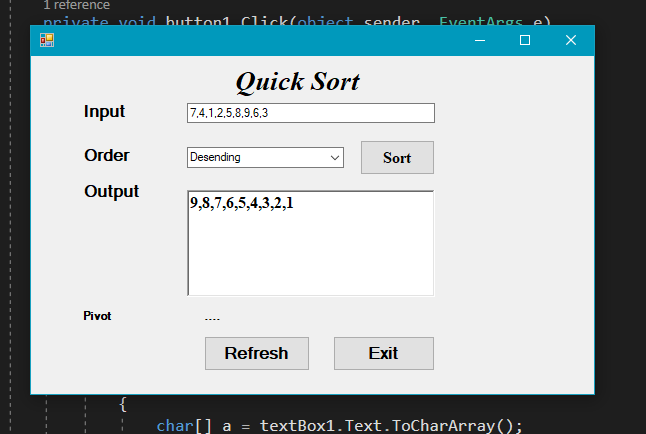 1 reference
private void button1_Click(object sender, EventArgs e)
Quick Sort
Input 7,4,1,2,5,8,9,6,3
Order Desending Sort
Output
9,8,7,6,5,4,3,2,1
Pivot ....
Refresh Exit
{
char[] a = textBox1.Text.ToCharArray();